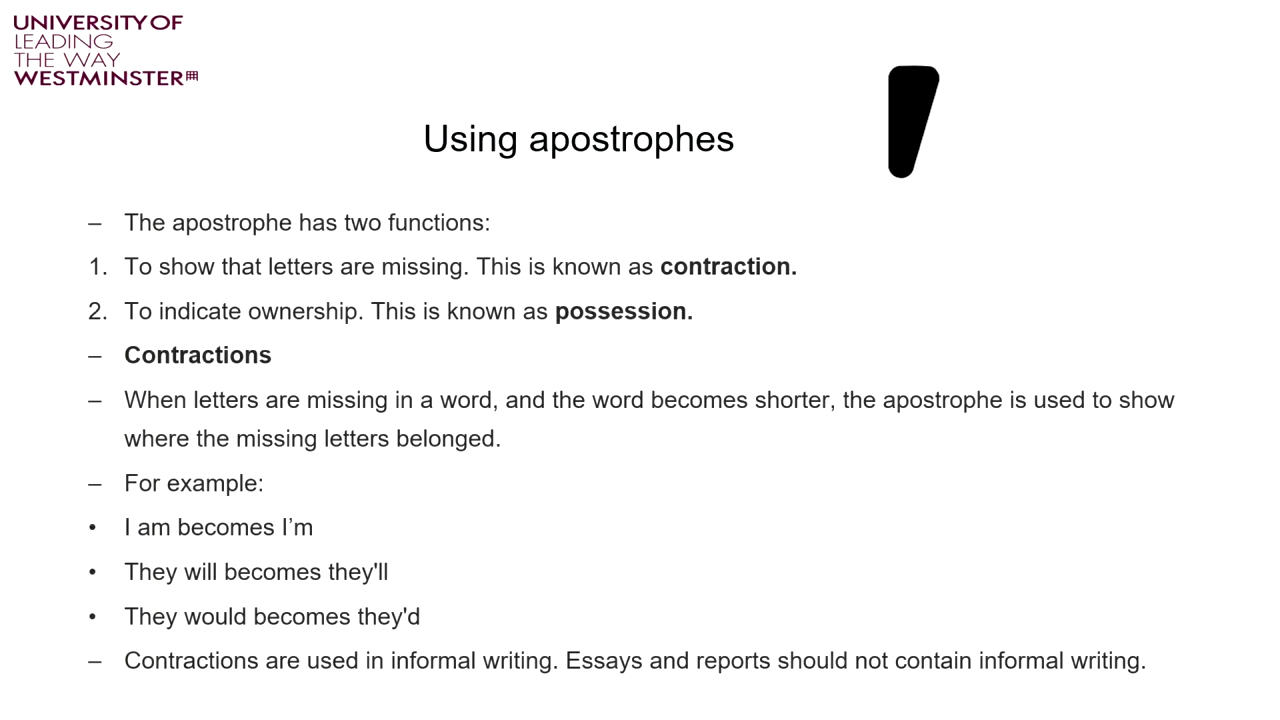 UNIVERSITY OF
LEADING
THE WAY
WESTMINSTER
Using apostrophes
– The apostrophe has two functions:
1. To show that letters are missing. This is known as contraction.
2. To indicate ownership. This is known as possession.
– Contractions
– When letters are missing in a word, and the word becomes shorter, the apostrophe is used to show
where the missing letters belonged.
– For example:
• I am becomes I’m
• They will becomes they'll
• They would becomes they'd
– Contractions are used in informal writing. Essays and reports should not contain informal writing.